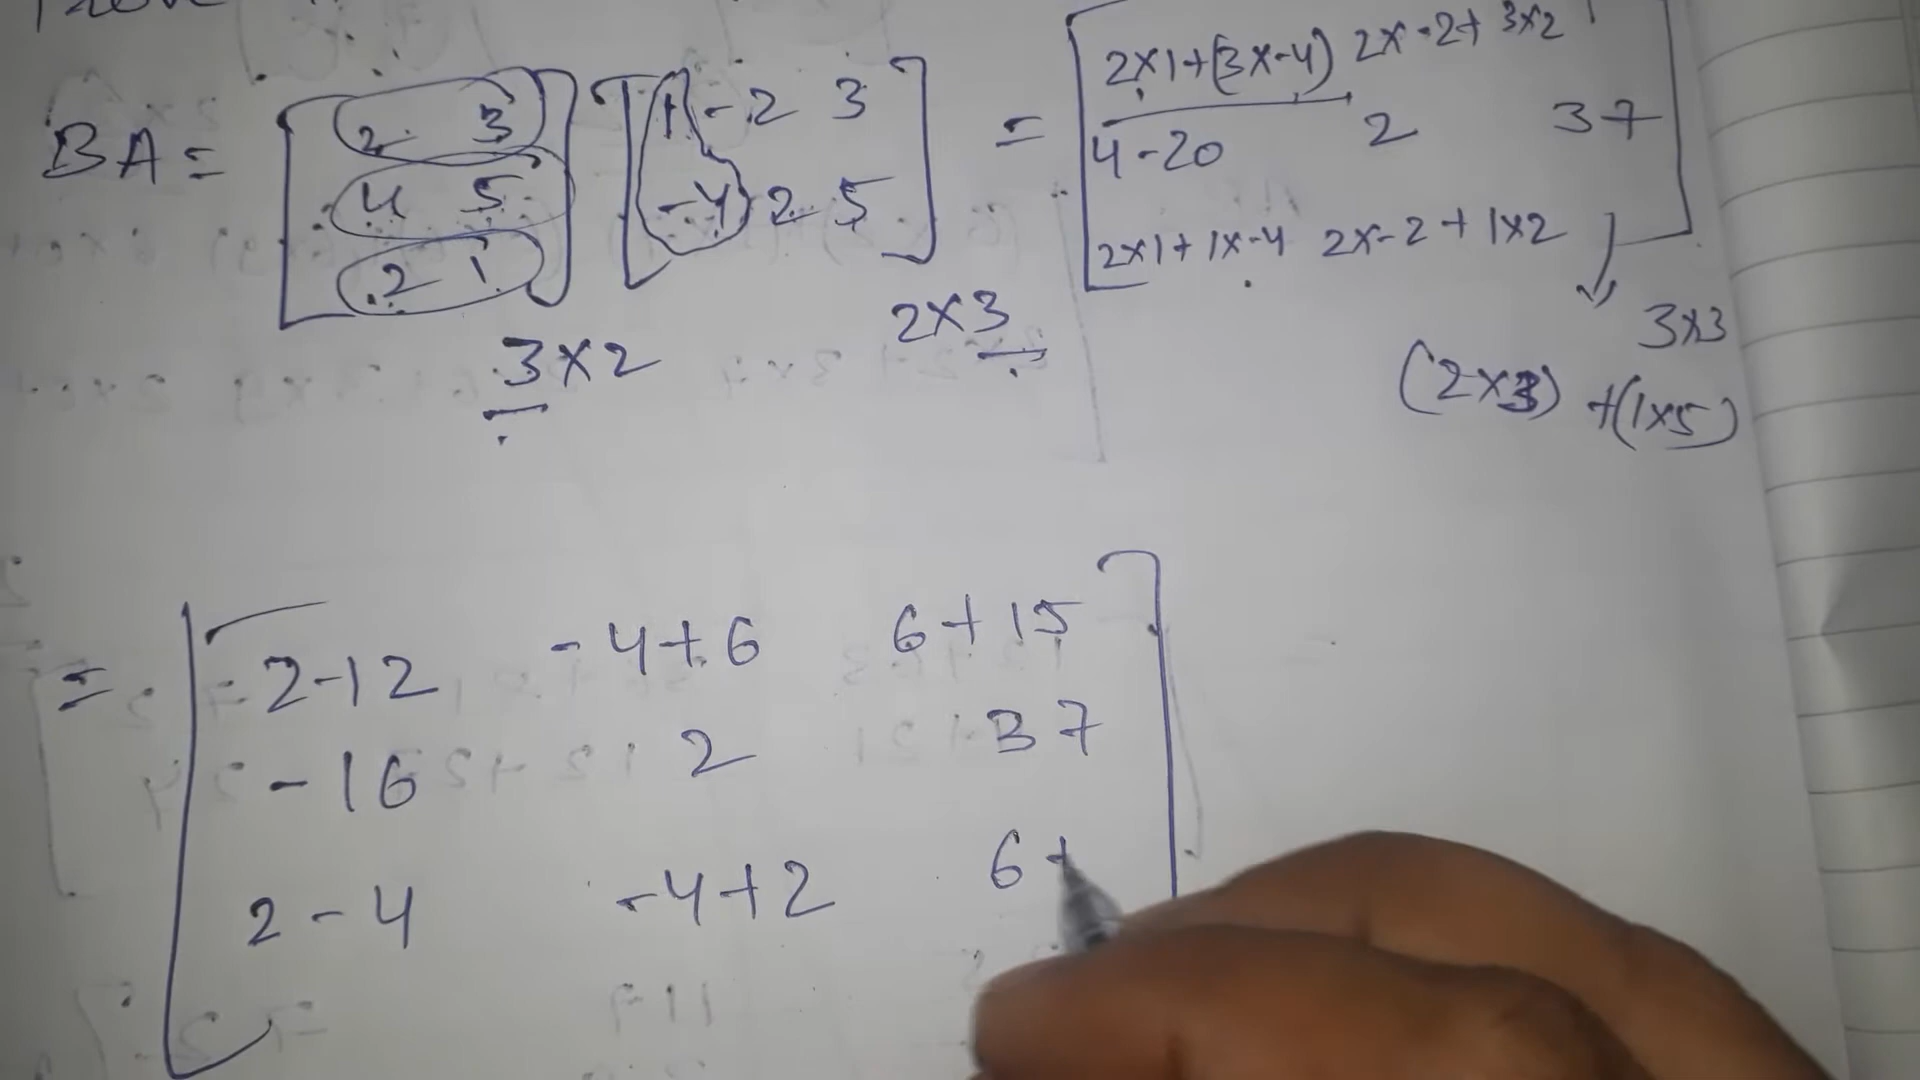 BA = [2 3 [1 -2 3 = [2×1+(3×-4) 2×-2+ 3×2
4 5 -4 2 5] 4-20 2 37
2 1] 2×1+1×-4 2×-2+1×2
3×2 2×3 3×3
(2×3) +(1×5)
= [2-12 -4+6 6+15
-16 2 37
2-4 -4+2 6+